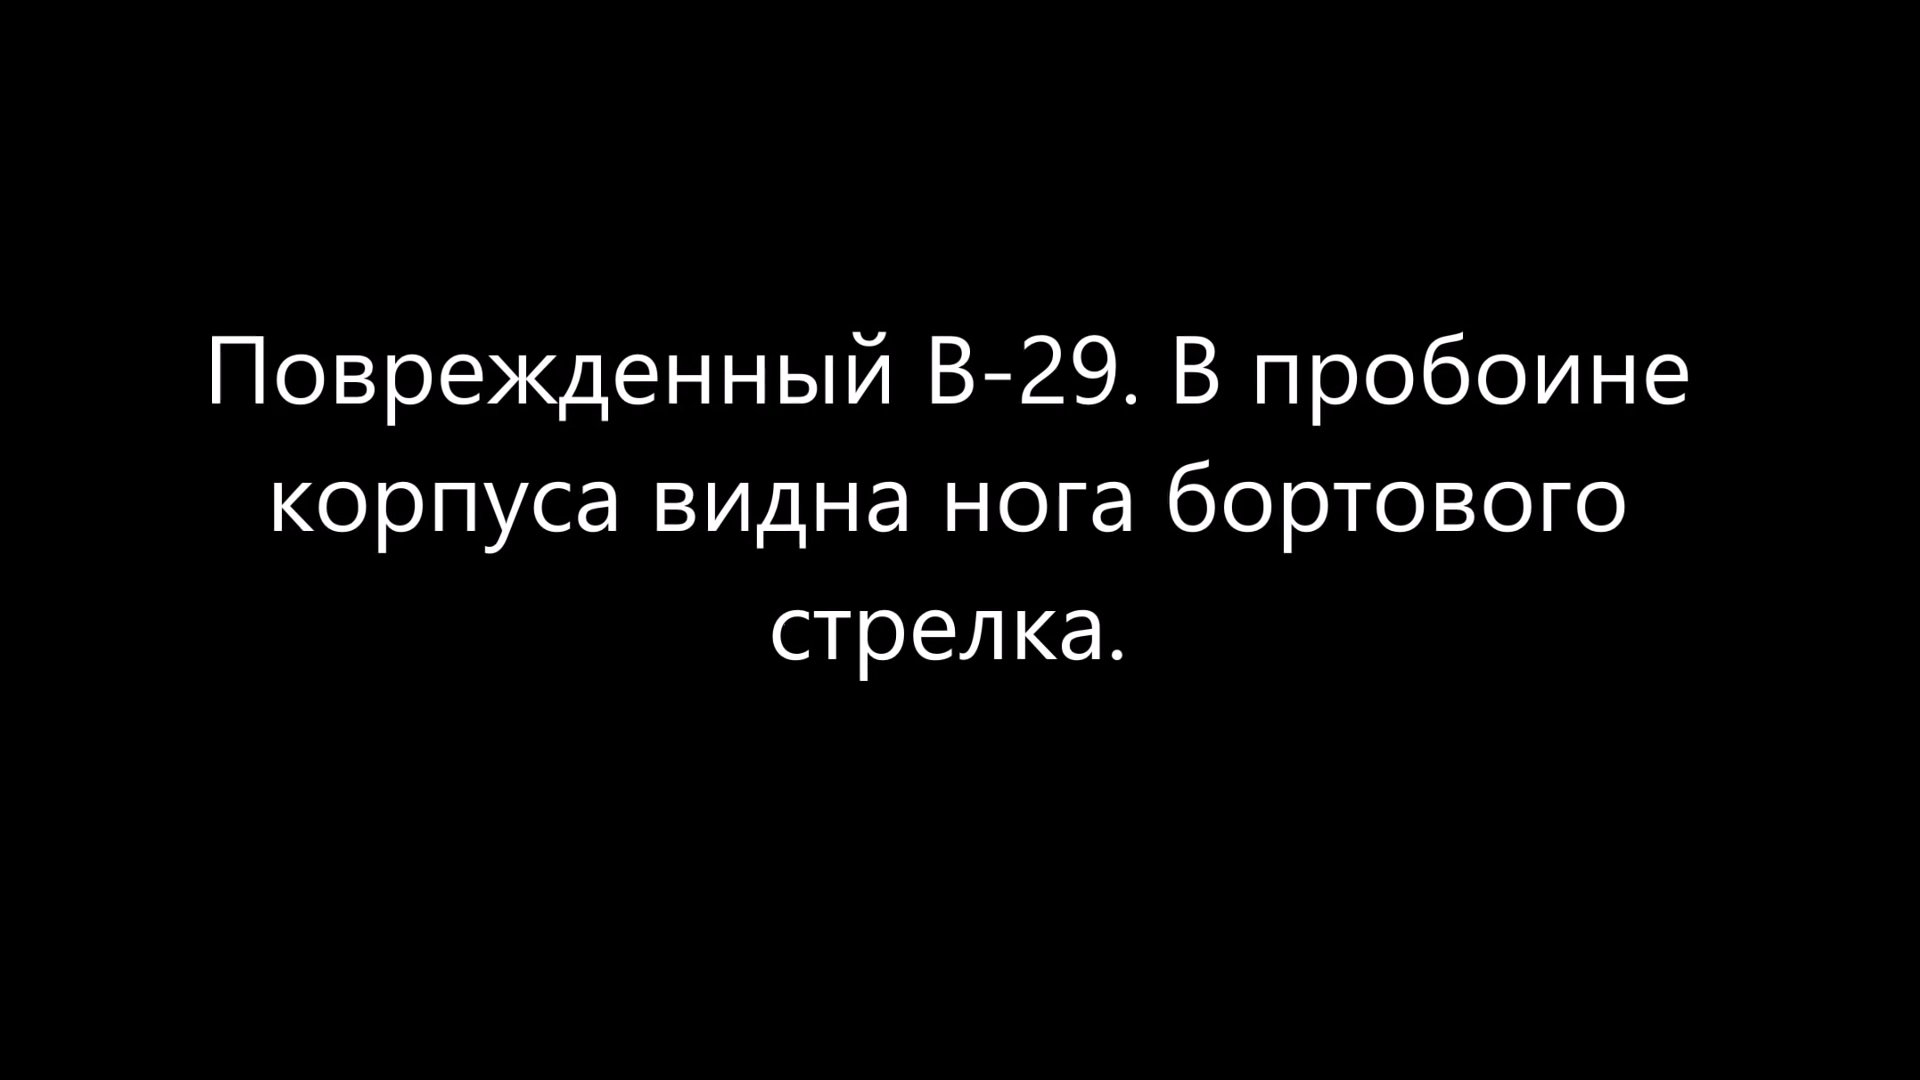 Поврежденный В-29. В пробоине
корпуса видна нога бортового
стрелка.